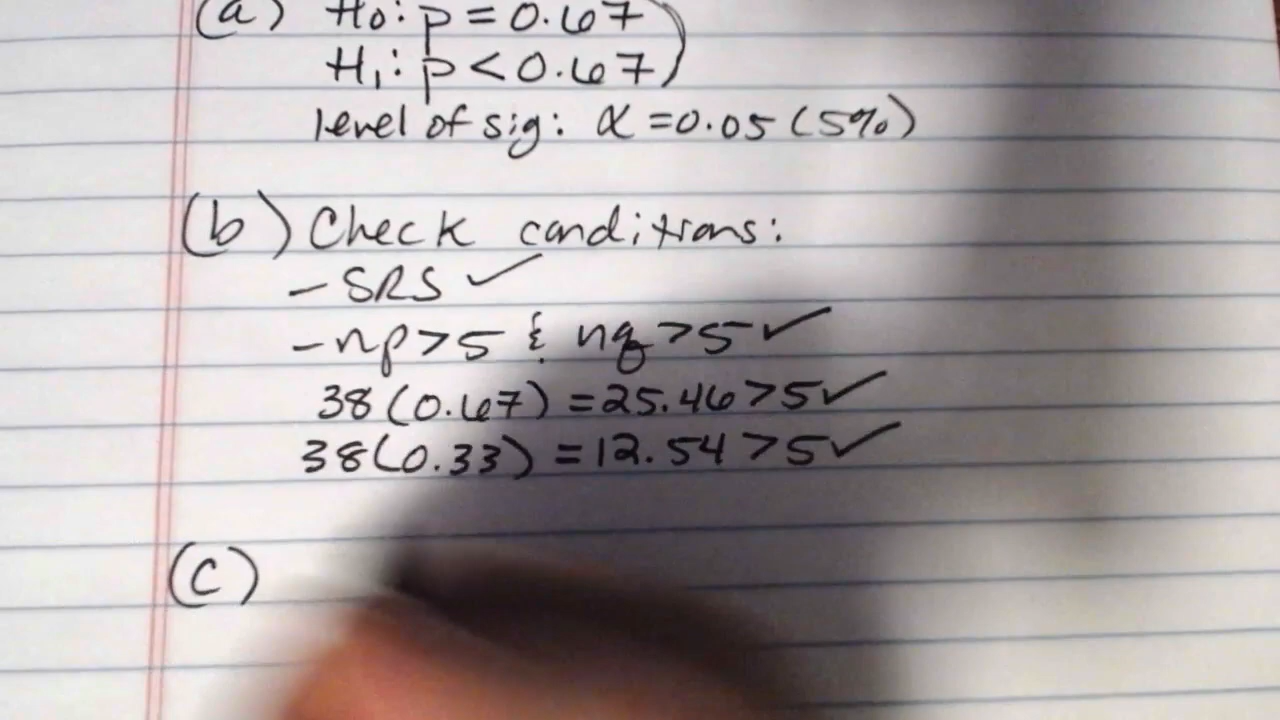 (a) H₀: p = 0.67
H₁: p < 0.67)
level of sig: α = 0.05 (5%)
(b) Check conditions:
- SRS ✓
- np > 5 & nq > 5 ✓
38(0.67) = 25.46 > 5 ✓
38(0.33) = 12.54 > 5 ✓
(c)